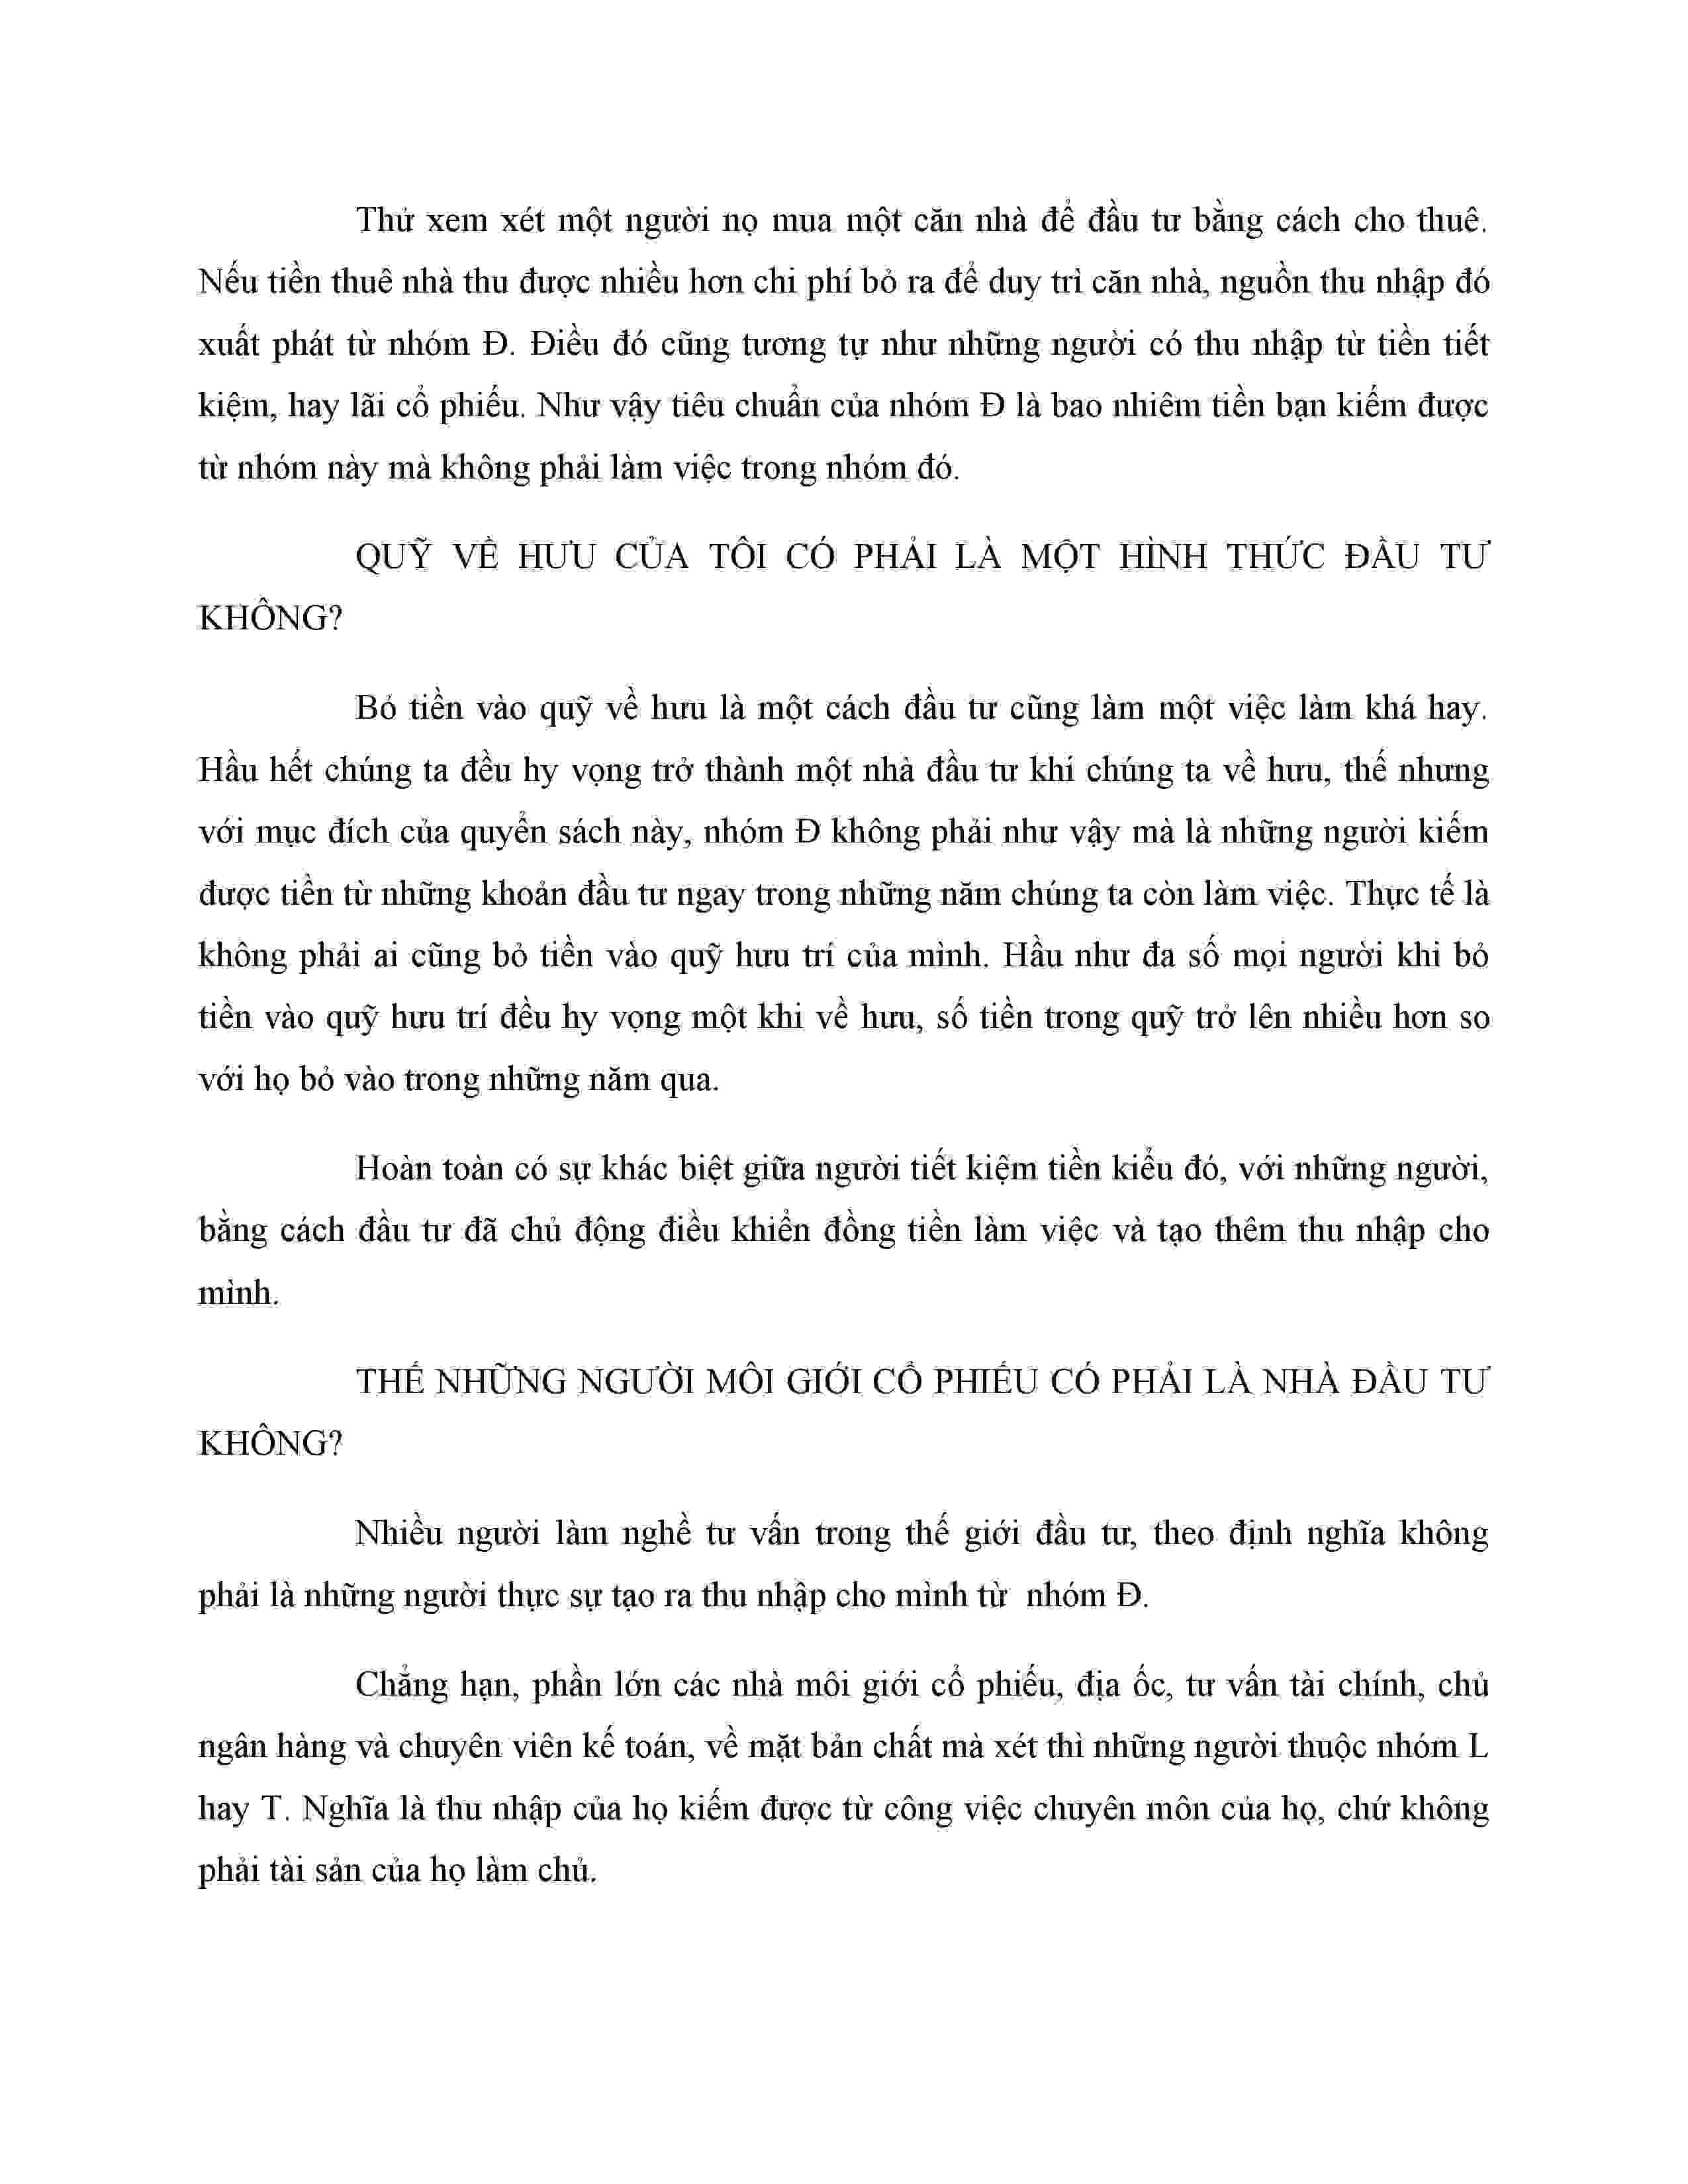 Thử xem xét một người nọ mua một căn nhà để đầu tư bằng cách cho thuê.
Nếu tiền thuê nhà thu được nhiều hơn chi phí bỏ ra để duy trì căn nhà, nguồn thu nhập đó
xuất phát từ nhóm Đ. Điều đó cũng tương tự như những người có thu nhập từ tiền tiết
kiệm, hay lãi cổ phiếu. Như vậy tiêu chuẩn của nhóm Đ là bao nhiêm tiền bạn kiếm được
từ nhóm này mà không phải làm việc trong nhóm đó.
QUỸ VỀ HƯU CỦA TÔI CÓ PHẢI LÀ MỘT HÌNH THỨC ĐẦU TƯ
KHÔNG?
Bỏ tiền vào quỹ về hưu là một cách đầu tư cũng làm một việc làm khá hay.
Hầu hết chúng ta đều hy vọng trở thành một nhà đầu tư khi chúng ta về hưu, thế nhưng
với mục đích của quyển sách này, nhóm Đ không phải như vậy mà là những người kiếm
được tiền từ những khoản đầu tư ngay trong những năm chúng ta còn làm việc. Thực tế là
không phải ai cũng bỏ tiền vào quỹ hưu trí của mình. Hầu như đa số mọi người khi bỏ
tiền vào quỹ hưu trí đều hy vọng một khi về hưu, số tiền trong quỹ trở lên nhiều hơn so
với họ bỏ vào trong những năm qua.
Hoàn toàn có sự khác biệt giữa người tiết kiệm tiền kiểu đó, với những người,
bằng cách đầu tư đã chủ động điều khiển đồng tiền làm việc và tạo thêm thu nhập cho
mình.
THẾ NHỮNG NGƯỜI MÔI GIỚI CỔ PHIẾU CÓ PHẢI LÀ NHÀ ĐẦU TƯ
KHÔNG?
Nhiều người làm nghề tư vấn trong thế giới đầu tư, theo định nghĩa không
phải là những người thực sự tạo ra thu nhập cho mình từ nhóm Đ.
Chẳng hạn, phần lớn các nhà môi giới cổ phiếu, địa ốc, tư vấn tài chính, chủ
ngân hàng và chuyên viên kế toán, về mặt bản chất mà xét thì những người thuộc nhóm L
hay T. Nghĩa là thu nhập của họ kiếm được từ công việc chuyên môn của họ, chứ không
phải tài sản của họ làm chủ.